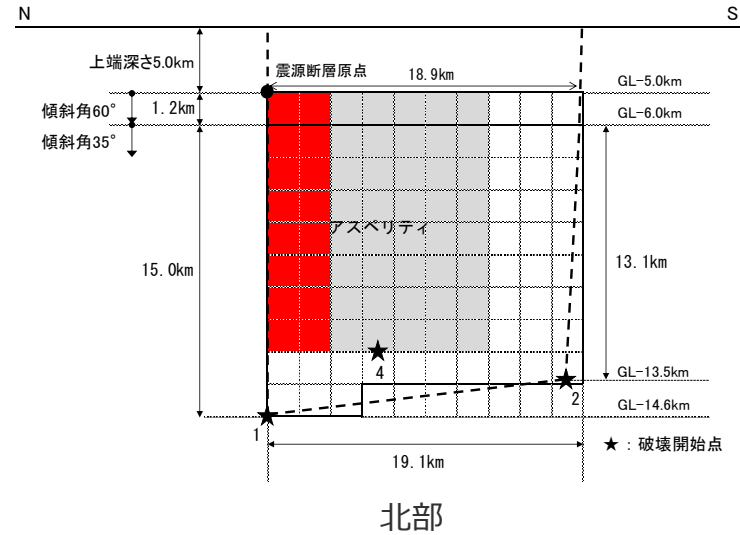 N
S
上端深さ5.0km
震源断層原点
18.9km
GL-5.0km
傾斜角60°
1.2km
GL-6.0km
傾斜角35°
アスペリティ
15.0km
13.1km
4
GL-13.5km
2
GL-14.6km
1
19.1km
★：破壊開始点
北部